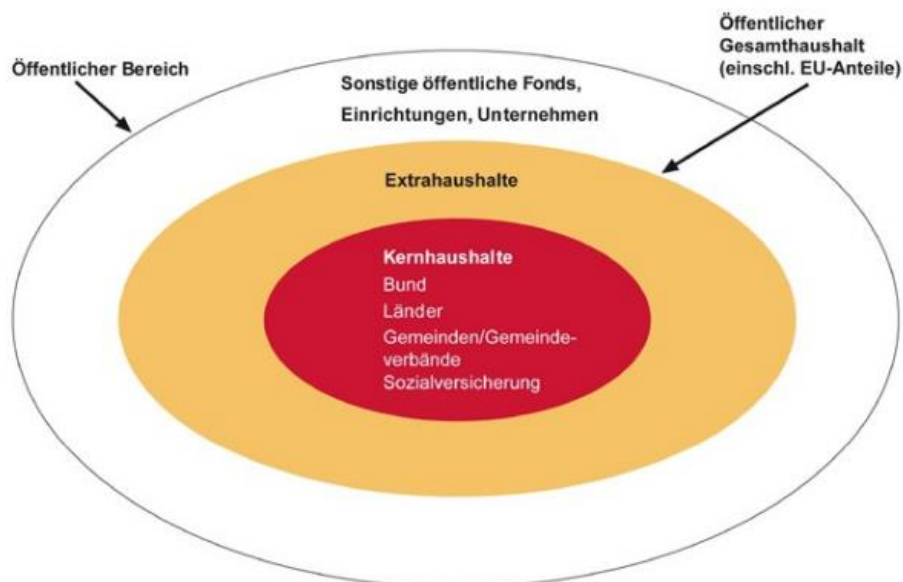 Öffentlicher Bereich
Öffentlicher
Gesamthaushalt
(einschl. EU-Anteile)
Sonstige öffentliche Fonds,
Einrichtungen, Unternehmen
Extrahaushalte
Kernhaushalte
Bund
Länder
Gemeinden/Gemeinde-
verbände
Sozialversicherung